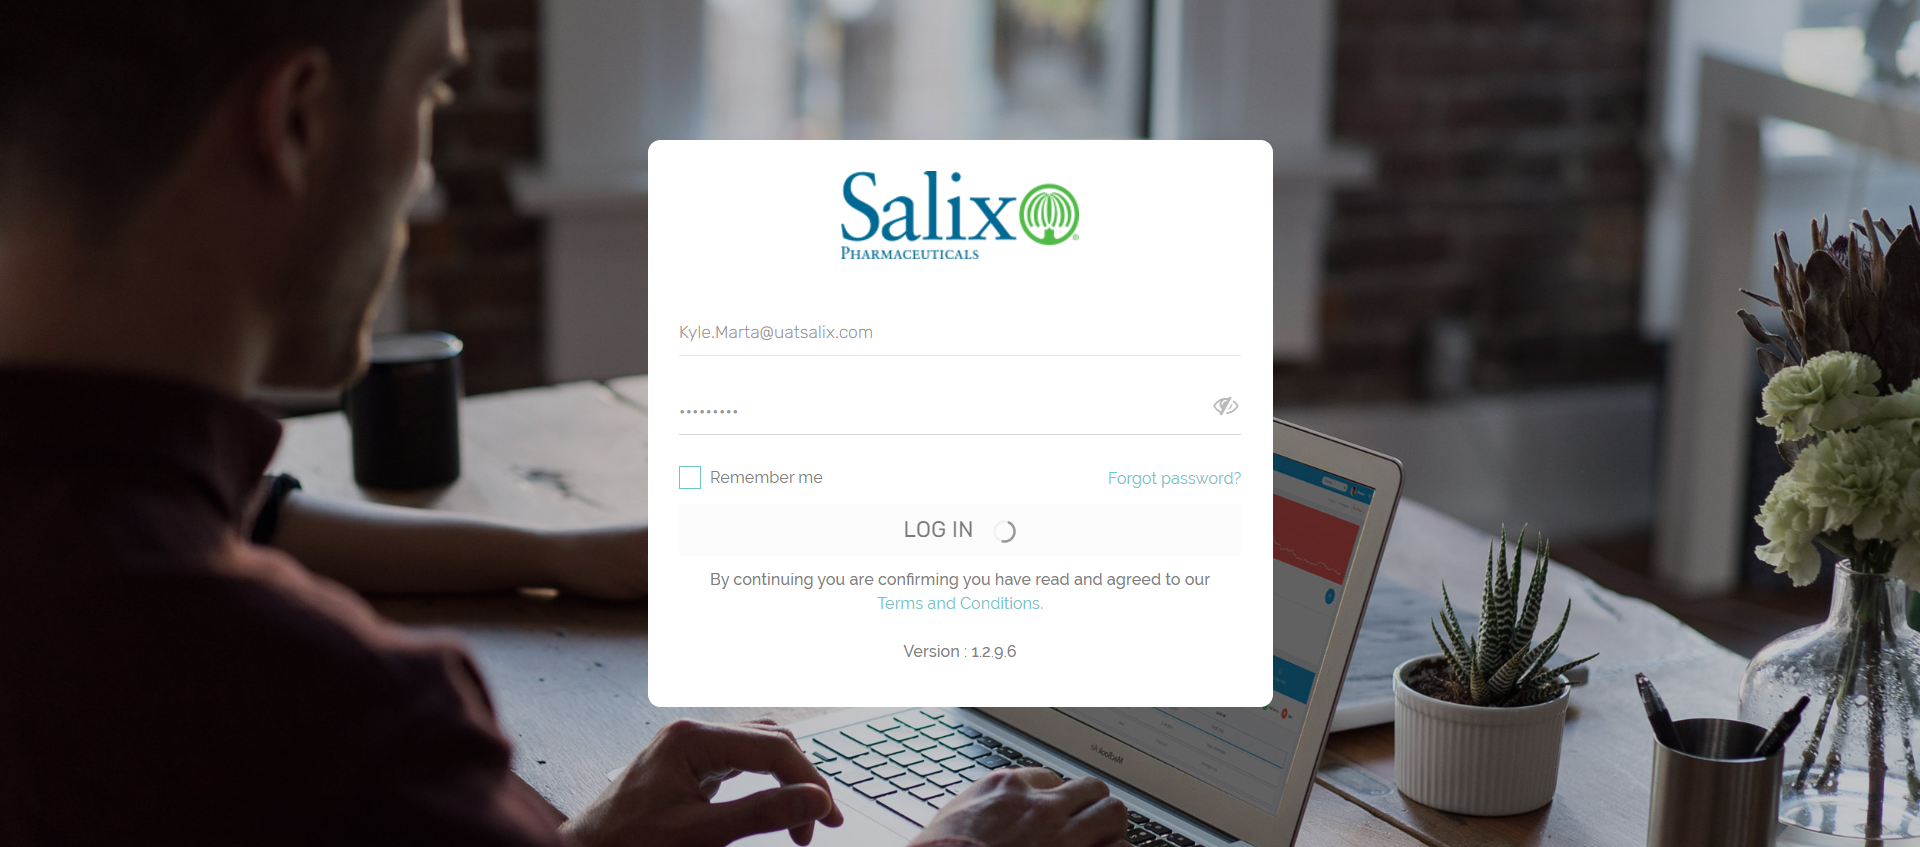 Salix
PHARMACEUTICALS
Kyle.Marta@uatsalix.com
•••••••••
Remember me
Forgot password?
LOG IN
By continuing you are confirming you have read and agreed to our
Terms and Conditions.
Version : 1.2.9.6